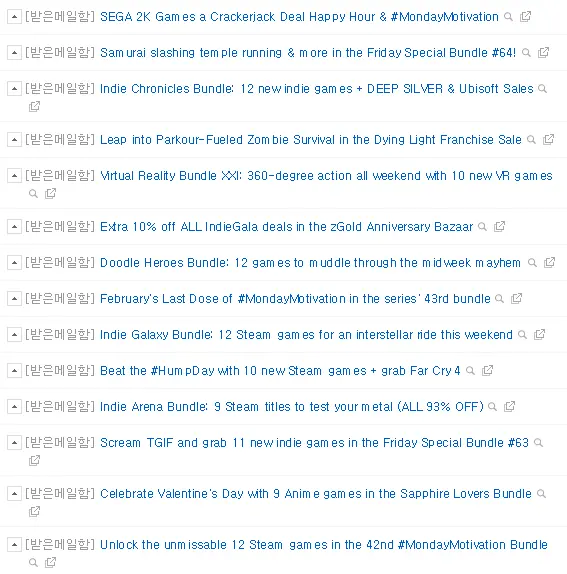 [받은메일함] SEGA 2K Games a Crackerjack Deal Happy Hour & #MondayMotivation
[받은메일함] Samurai slashing temple running & more in the Friday Special Bundle #64!
[받은메일함] Indie Chronicles Bundle: 12 new indie games + DEEP SILVER & Ubisoft Sales
[받은메일함] Leap into Parkour-Fueled Zombie Survival in the Dying Light Franchise Sale
[받은메일함] Virtual Reality Bundle XXI: 360-degree action all weekend with 10 new VR games
[받은메일함] Extra 10% off ALL IndieGala deals in the zGold Anniversary Bazaar
[받은메일함] Doodle Heroes Bundle: 12 games to muddle through the midweek mayhem
[받은메일함] February's Last Dose of #MondayMotivation in the series' 43rd bundle
[받은메일함] Indie Galaxy Bundle: 12 Steam games for an interstellar ride this weekend
[받은메일함] Beat the #HumpDay with 10 new Steam games + grab Far Cry 4
[받은메일함] Indie Arena Bundle: 9 Steam titles to test your metal (ALL 93% OFF)
[받은메일함] Scream TGIF and grab 11 new indie games in the Friday Special Bundle #63
[받은메일함] Celebrate Valentine's Day with 9 Anime games in the Sapphire Lovers Bundle
[받은메일함] Unlock the unmissable 12 Steam games in the 42nd #MondayMotivation Bundle